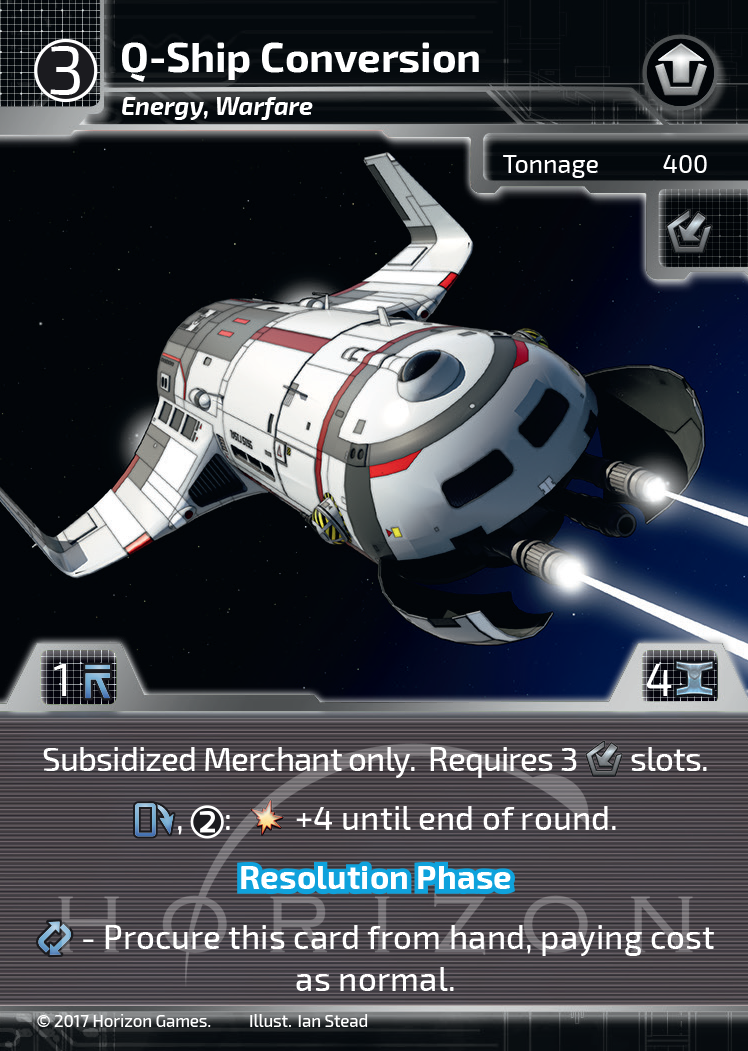 3
Q-Ship Conversion
Energy, Warfare
Tonnage 400
1 4
Subsidized Merchant only. Requires 3 slots.
, 2: +4 until end of round.
Resolution Phase
HORIZON
- Procure this card from hand, paying cost
as normal.
© 2017 Horizon Games. Illust. Ian Stead